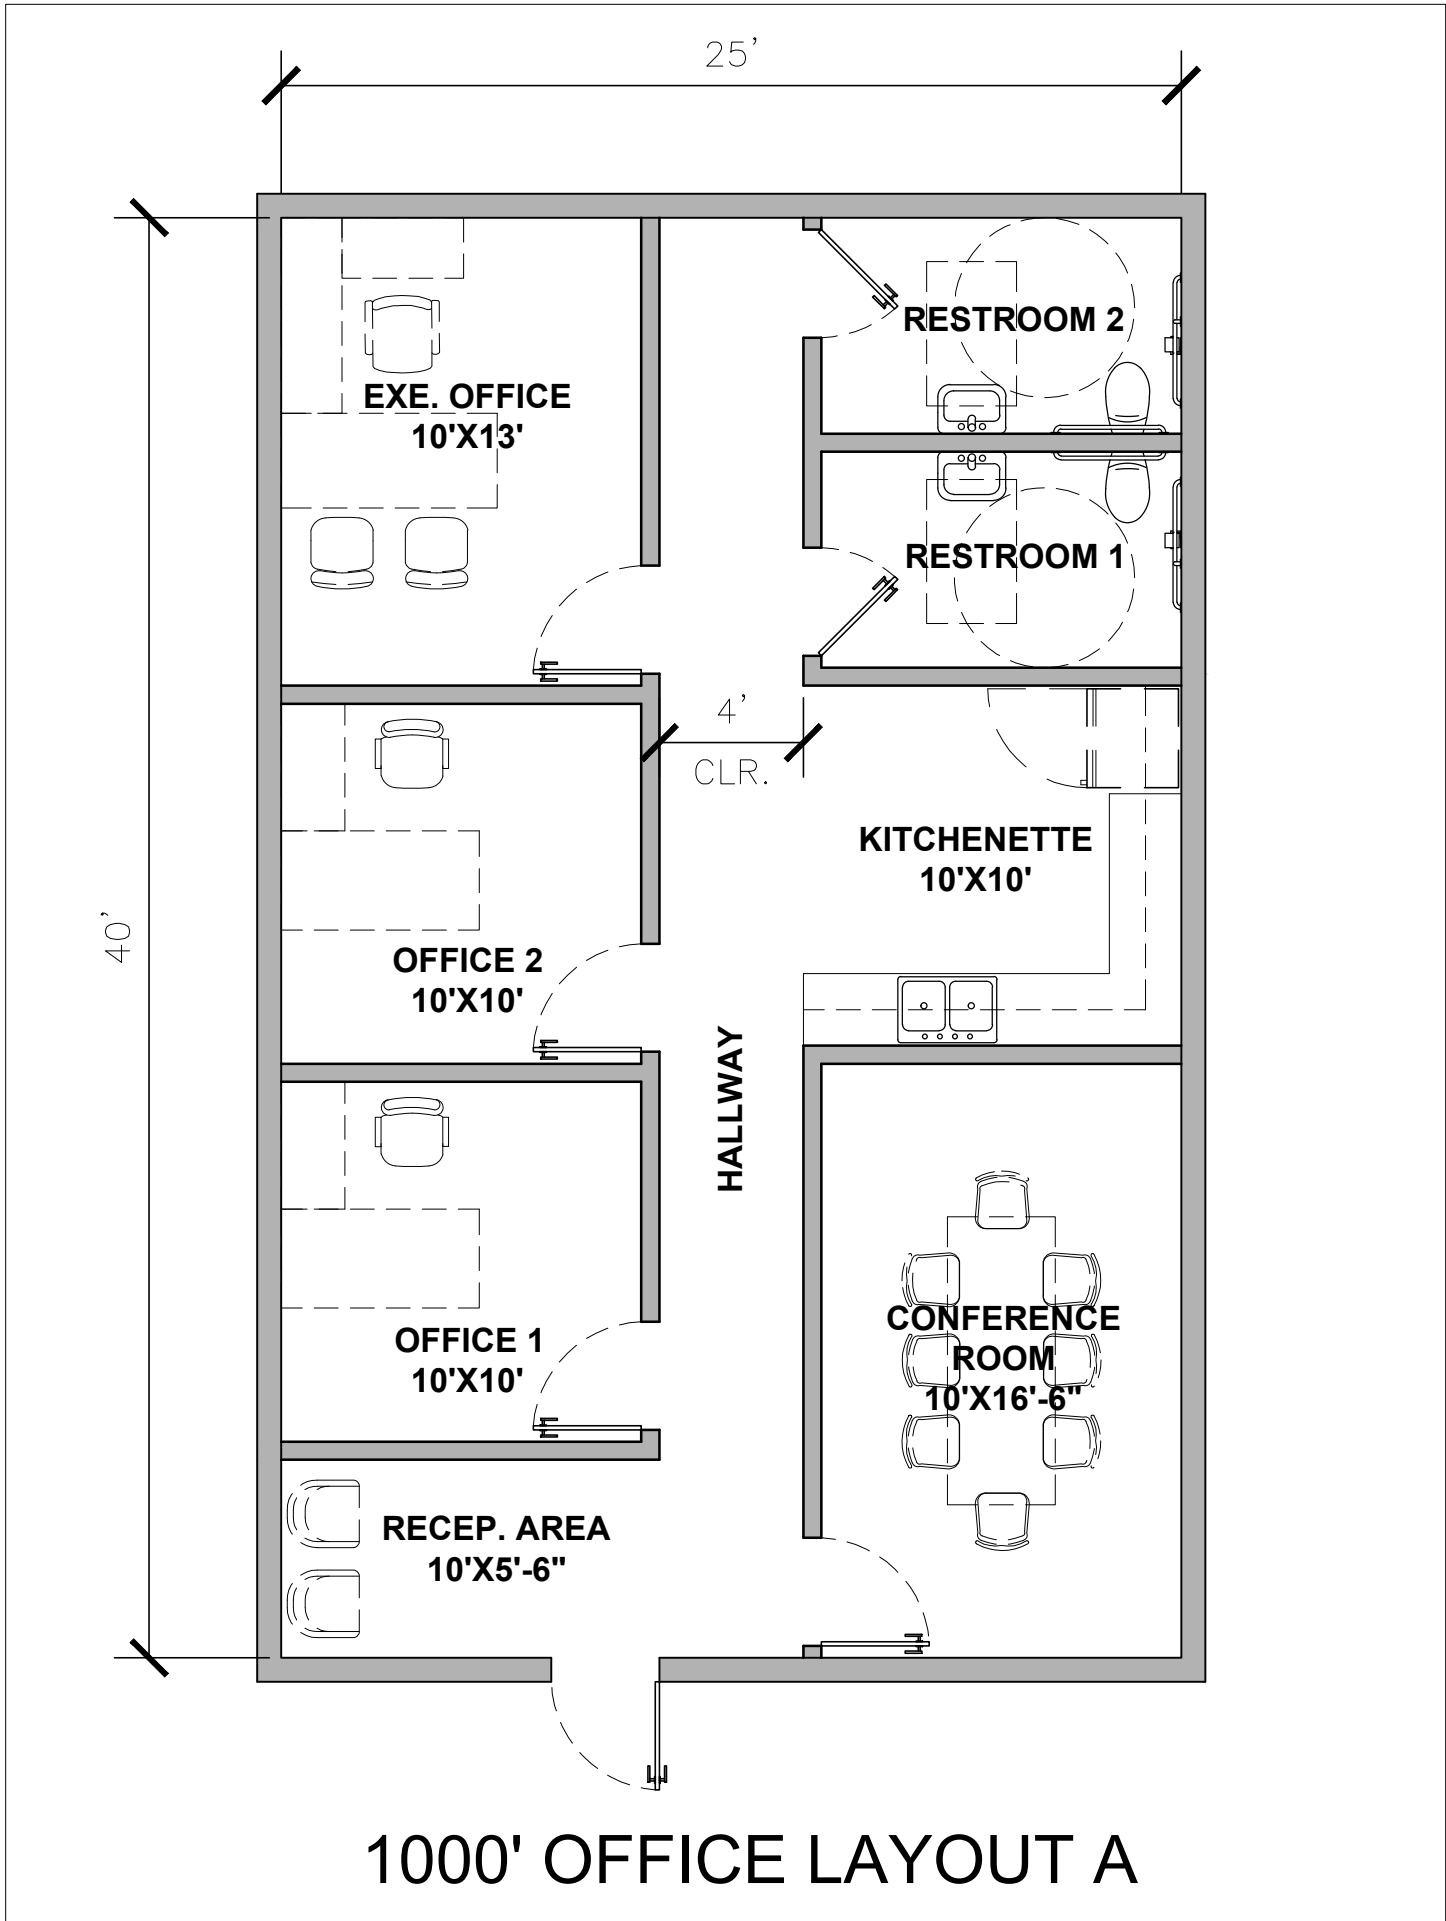 25'
40'
RESTROOM 2
EXE. OFFICE
10'X13'
RESTROOM 1
4'
CLR.
KITCHENETTE
10'X10'
OFFICE 2
10'X10'
HALLWAY
OFFICE 1
10'X10'
CONFERENCE
ROOM
10'X16'-6"
RECEP. AREA
10'X5'-6"
1000' OFFICE LAYOUT A